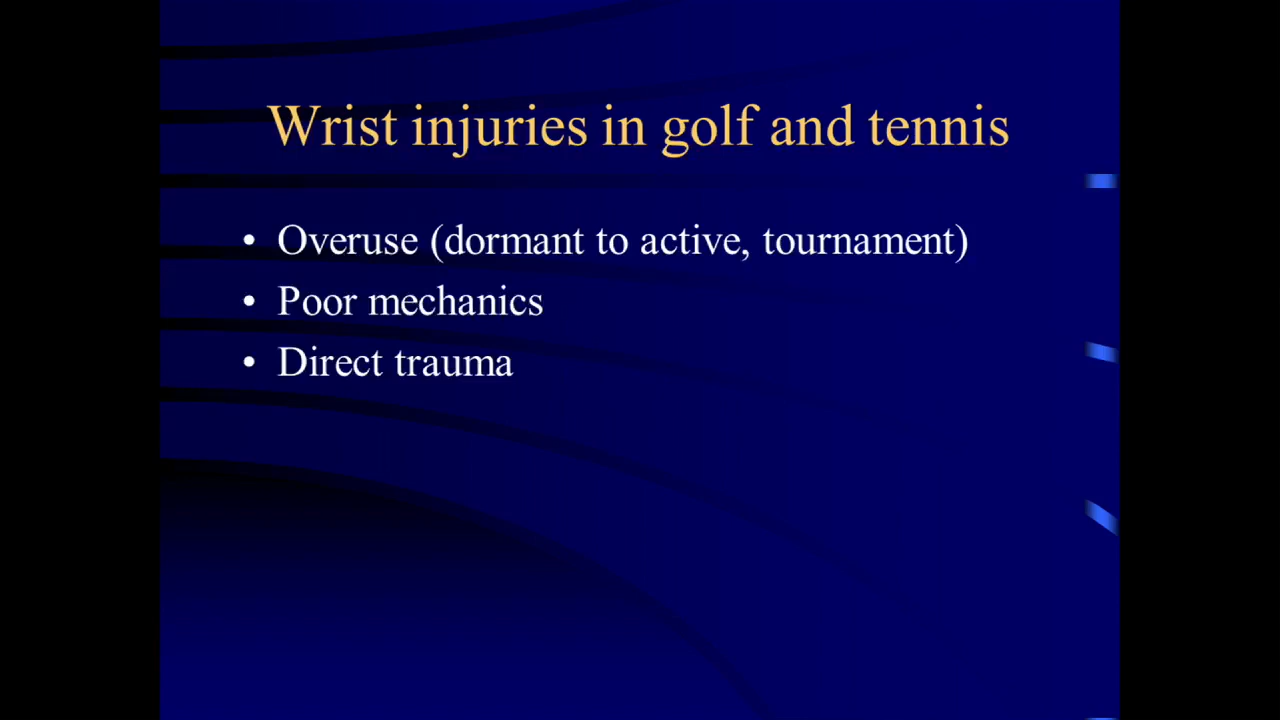 Wrist injuries in golf and tennis
• Overuse (dormant to active, tournament)
• Poor mechanics
• Direct trauma